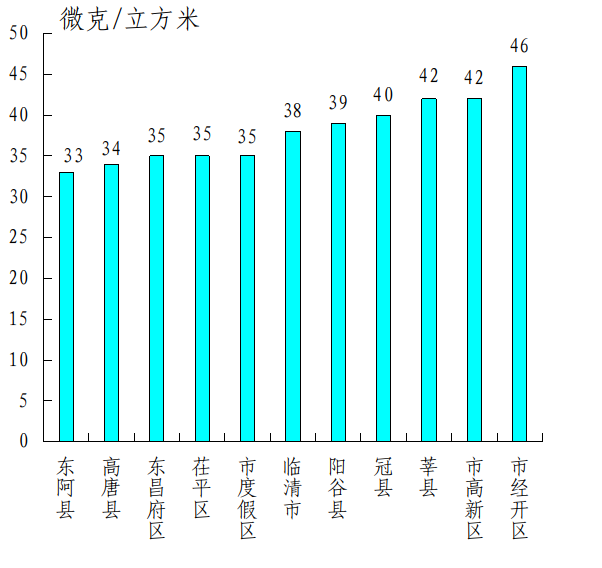 微克/立方米
50
45
40
35
30
25
20
15
10
5
0
33
34
35
35
35
38
39
40
42
42
46
东阿县
高唐县
东昌府区
茌平区
市度假区
临清市
阳谷县
冠县
莘县
市高新区
市经开区